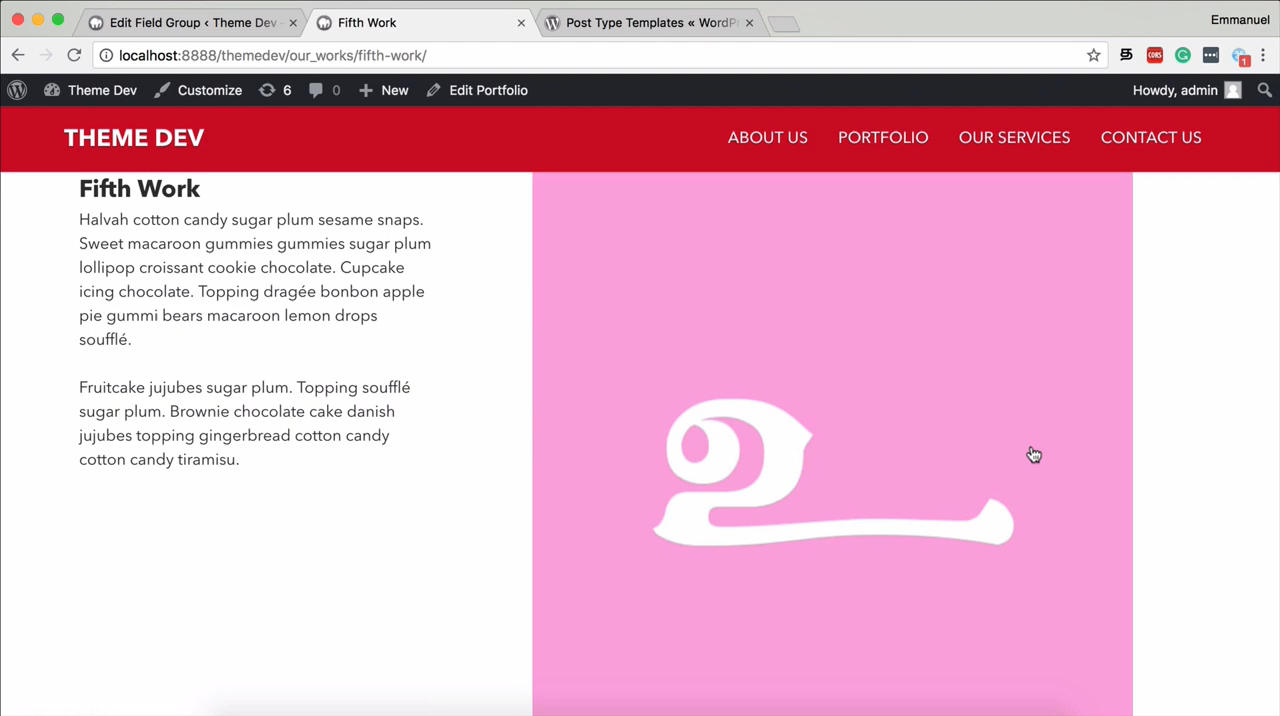 Edit Field Group ‹ Theme Dev -
Fifth Work
Post Type Templates « WordPr
Emmanuel
localhost:8888/themedev/our_works/fifth-work/
CORS
1
Theme Dev
Customize
6
0
New
Edit Portfolio
Howdy, admin
THEME DEV
ABOUT US
PORTFOLIO
OUR SERVICES
CONTACT US
Fifth Work
Halvah cotton candy sugar plum sesame snaps.
Sweet macaroon gummies gummies sugar plum
lollipop croissant cookie chocolate. Cupcake
icing chocolate. Topping dragée bonbon apple
pie gummi bears macaroon lemon drops
soufflé.
Fruitcake jujubes sugar plum. Topping soufflé
sugar plum. Brownie chocolate cake danish
jujubes topping gingerbread cotton candy
cotton candy tiramisu.